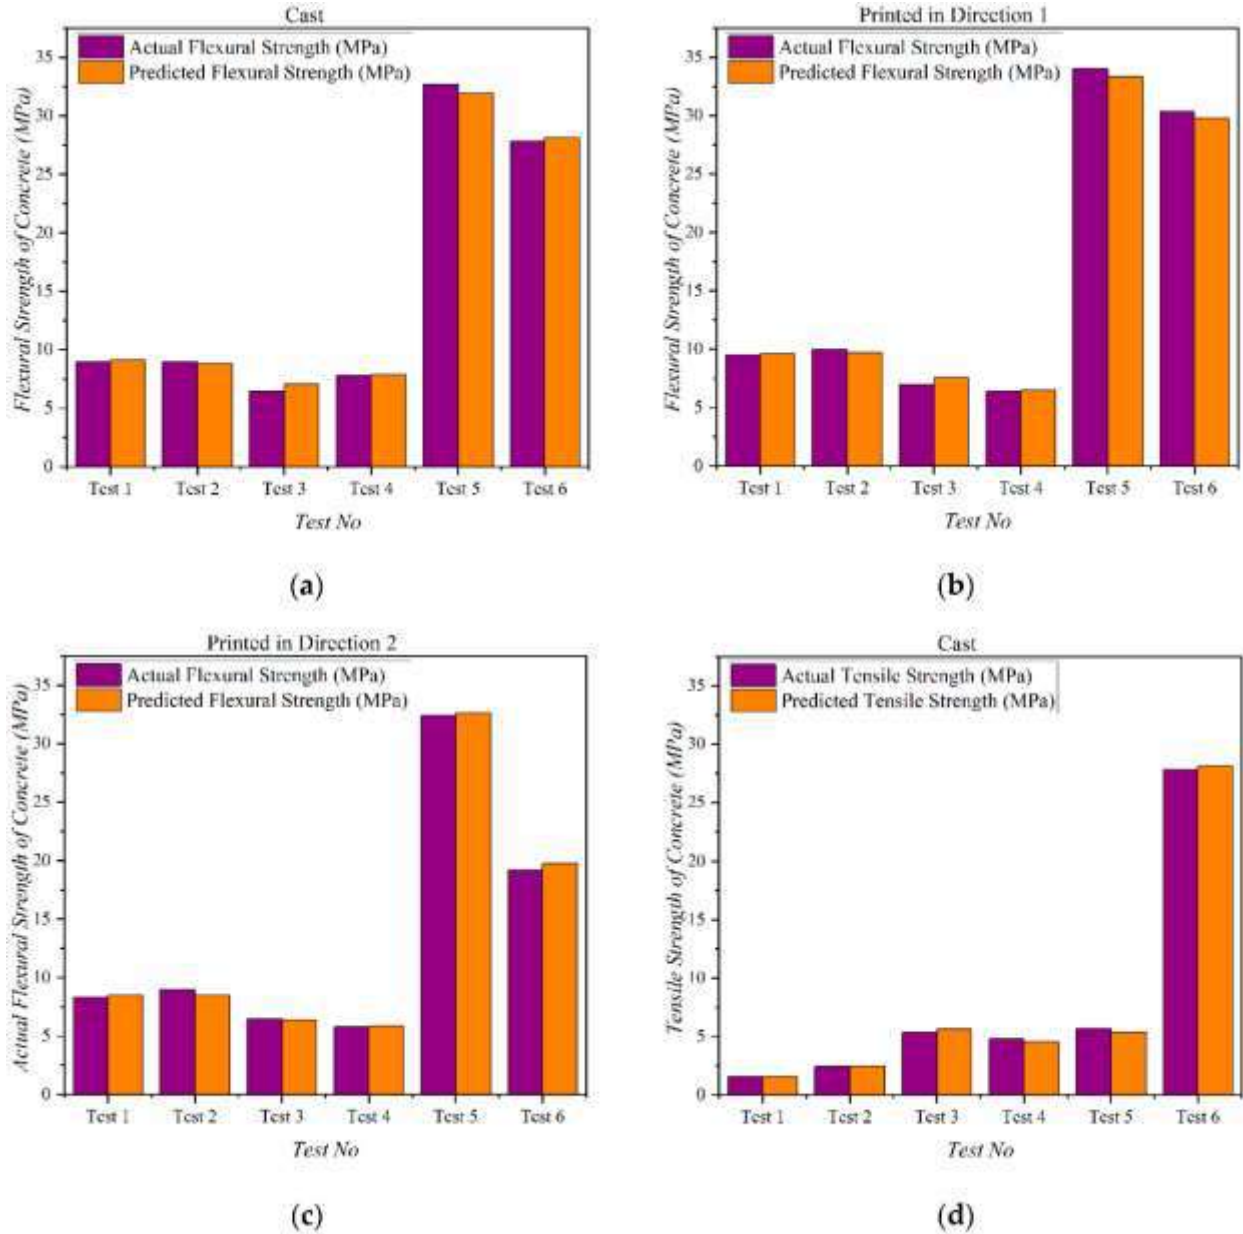 Cast
Actual Flexural Strength (MPa)
Predicted Flexural Strength (MPa)
Flexural Strength of Concrete (MPa)
35
30
25
20
15
10
5
0
Test 1 Test 2 Test 3 Test 4 Test 5 Test 6
Test No
(a)
Printed in Direction 1
Actual Flexural Strength (MPa)
Predicted Flexural Strength (MPa)
Flexural Strength of Concrete (MPa)
35
30
25
20
15
10
5
0
Test 1 Test 2 Test 3 Test 4 Test 5 Test 6
Test No
(b)
Printed in Direction 2
Actual Flexural Strength (MPa)
Predicted Flexural Strength (MPa)
Actual Flexural Strength of Concrete (MPa)
35
30
25
20
15
10
5
0
Test 1 Test 2 Test 3 Test 4 Test 5 Test 6
Test No
(c)
Cast
Actual Tensile Strength (MPa)
Predicted Tensile Strength (MPa)
Tensile Strength of Concrete (MPa)
35
30
25
20
15
10
5
0
Test 1 Test 2 Test 3 Test 4 Test 5 Test 6
Test No
(d)